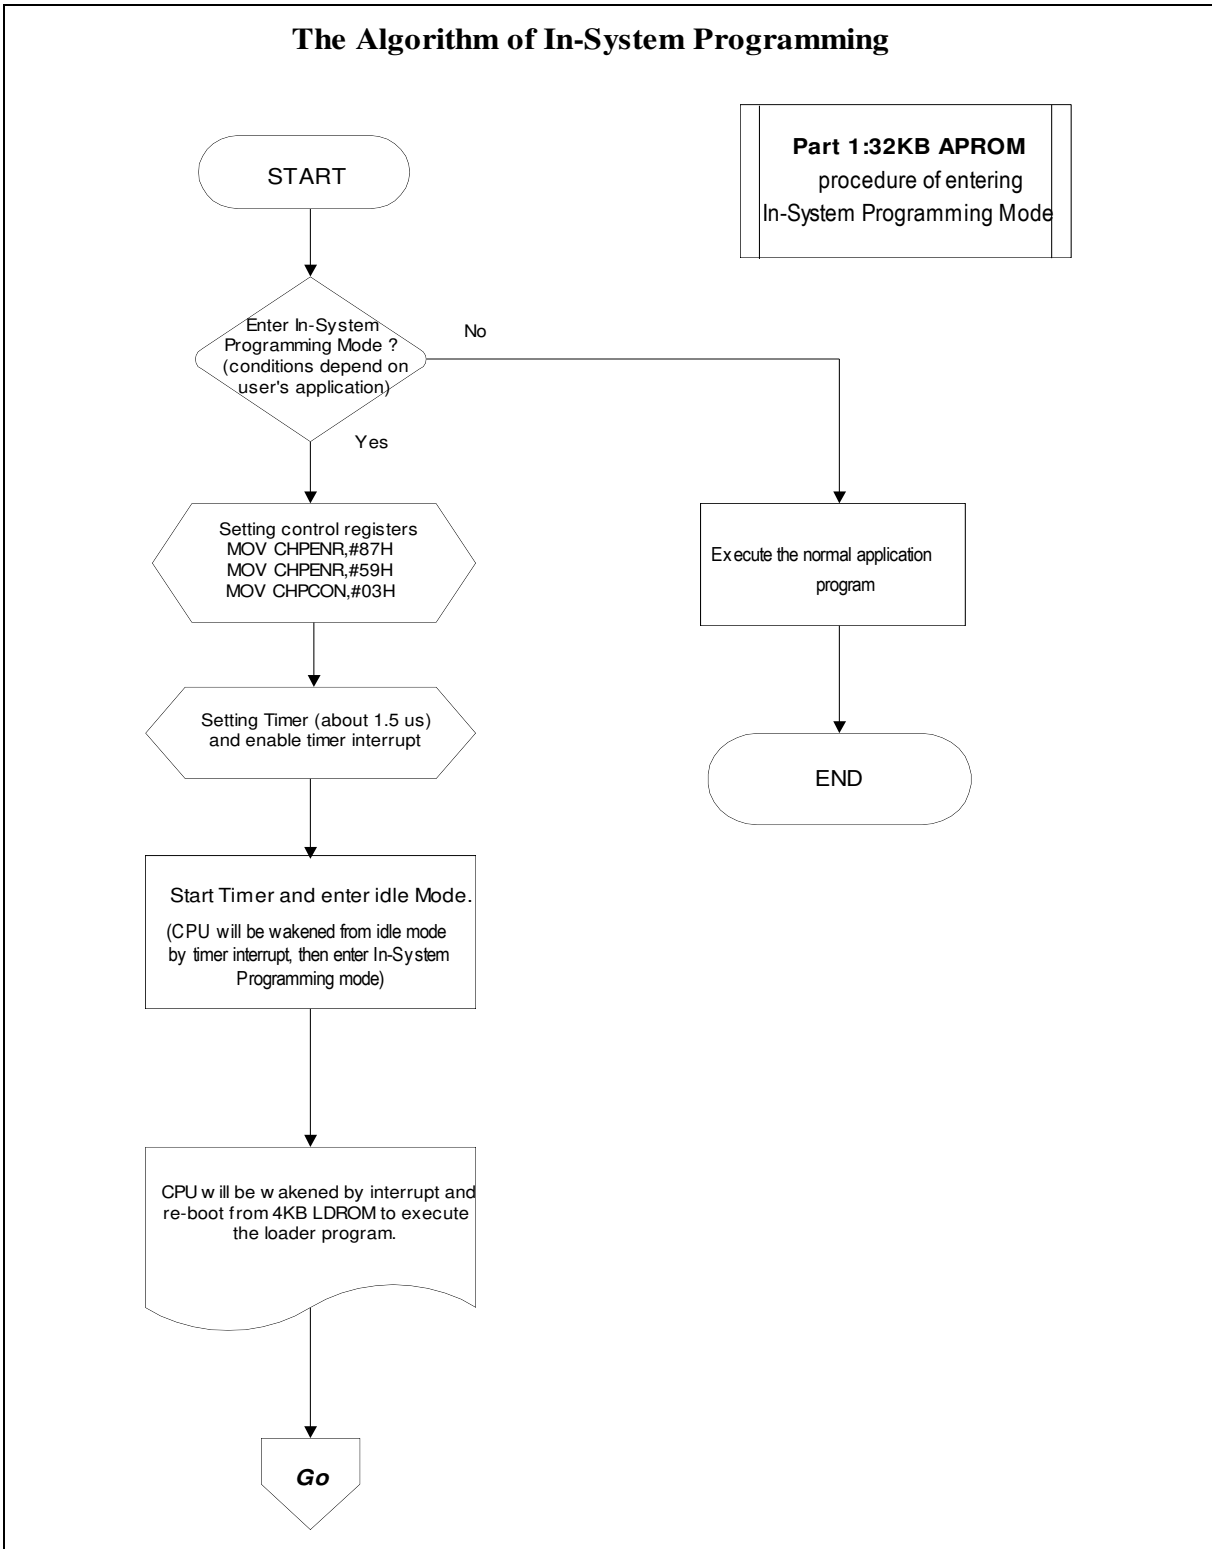 The Algorithm of In-System Programming
Part 1:32KB APROM
procedure of entering
In-System Programming Mode
START
Enter In-System
Programming Mode ?
(conditions depend on
user's application)
No
Yes
Setting control registers
MOV CHPENR,#87H
MOV CHPENR,#59H
MOV CHPCON,#03H
Execute the normal application
program
Setting Timer (about 1.5 us)
and enable timer interrupt
END
Start Timer and enter idle Mode.
(CPU will be wakened from idle mode
by timer interrupt, then enter In-System
Programming mode)
CPU will be wakened by interrupt and
re-boot from 4KB LDROM to execute
the loader program.
Go